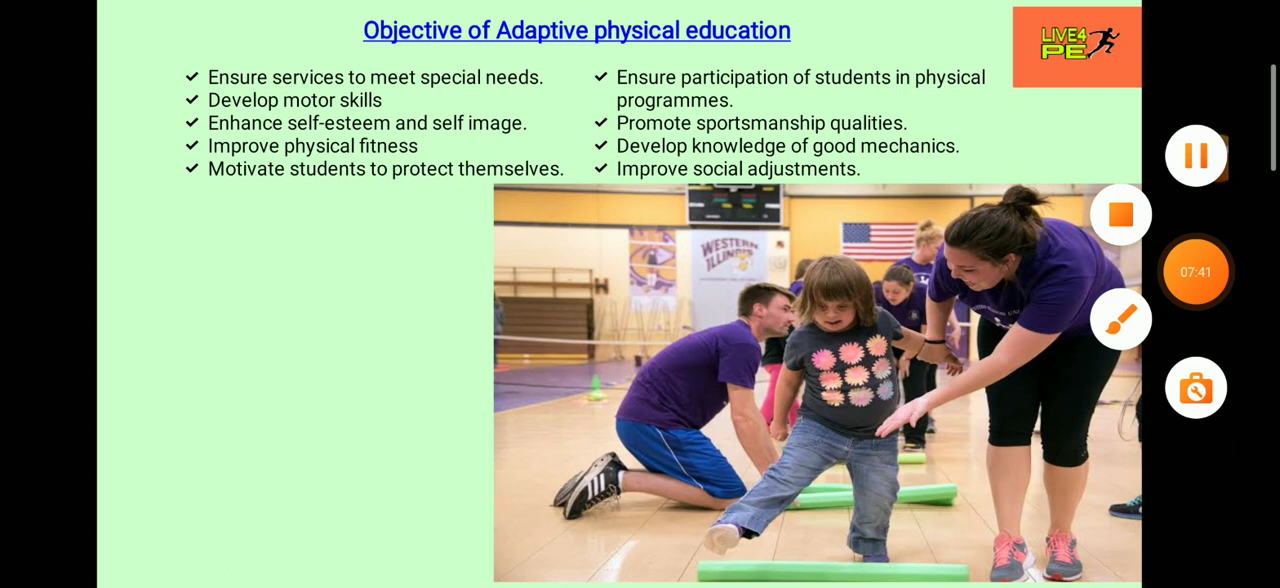 Objective of Adaptive physical education
LIVE4
PE
Ensure services to meet special needs.
Develop motor skills
Enhance self-esteem and self image.
Improve physical fitness
Motivate students to protect themselves.
Ensure participation of students in physical
programmes.
Promote sportsmanship qualities.
Develop knowledge of good mechanics.
Improve social adjustments.
WESTERN
ILLINOIS
07:41